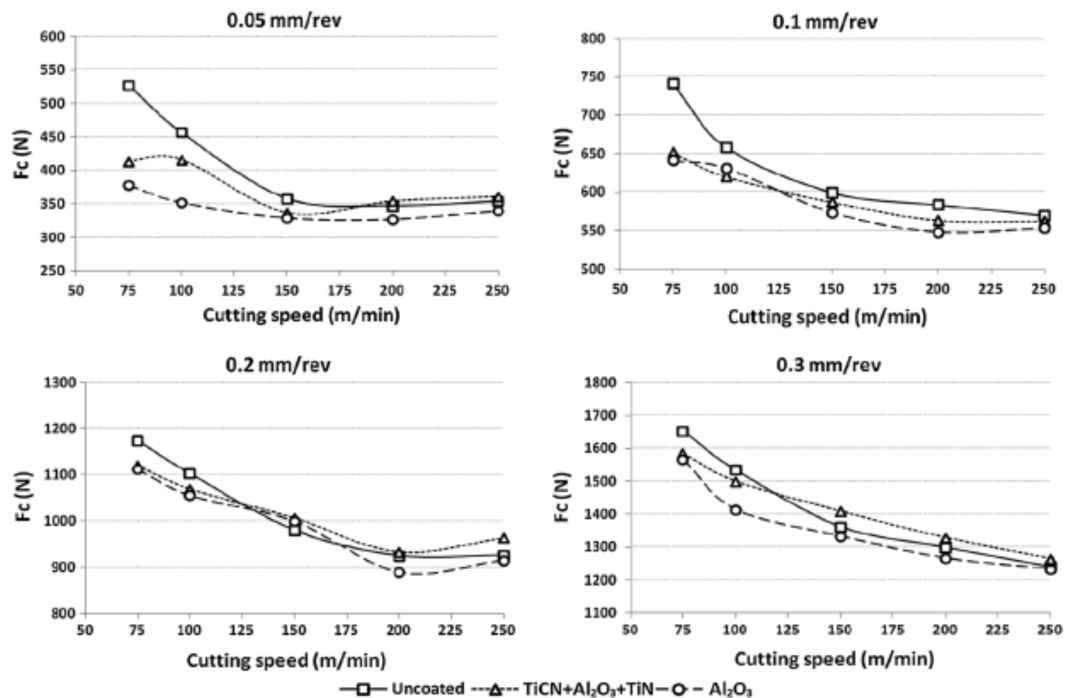 0.05 mm/rev
600
550
500
450
400
350
300
250
Fc (N)
50 75 100 125 150 175 200 225 250
Cutting speed (m/min)
0.1 mm/rev
800
750
700
650
600
550
500
Fc (N)
50 75 100 125 150 175 200 225 250
Cutting speed (m/min)
0.2 mm/rev
1300
1200
1100
1000
900
800
Fc (N)
50 75 100 125 150 175 200 225 250
Cutting speed (m/min)
0.3 mm/rev
1800
1700
1600
1500
1400
1300
1200
1100
Fc (N)
50 75 100 125 150 175 200 225 250
Cutting speed (m/min)
Uncoated TiCN+Al₂O₃+TiN Al₂O₃